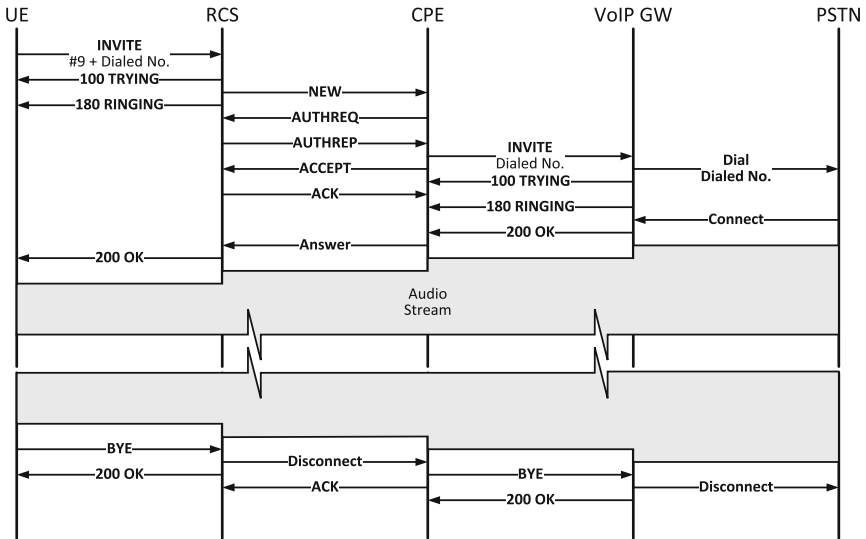 UE RCS CPE VoIP GW PSTN
INVITE
#9 + Dialed No.
100 TRYING
NEW
180 RINGING
AUTHREQ
AUTHREP
INVITE
Dialed No.
Dial
Dialed No.
ACCEPT
100 TRYING
ACK
180 RINGING
Connect
200 OK
Answer
200 OK
Audio
Stream
BYE
Disconnect
200 OK
BYE
ACK
Disconnect
200 OK